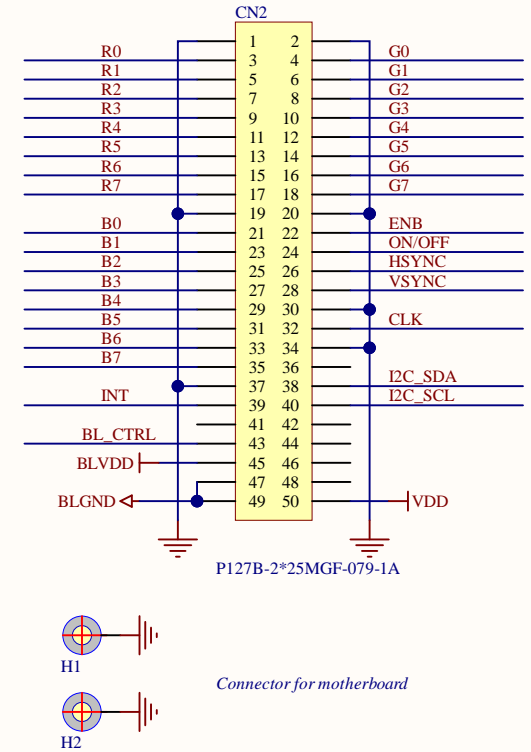 CN2
1 2
R0 3 4 G0
R1 5 6 G1
R2 7 8 G2
R3 9 10 G3
R4 11 12 G4
R5 13 14 G5
R6 15 16 G6
R7 17 18 G7
19 20
B0 21 22 ENB
B1 23 24 ON/OFF
B2 25 26 HSYNC
B3 27 28 VSYNC
B4 29 30
B5 31 32 CLK
B6 33 34
B7 35 36
37 38 I2C_SDA
INT 39 40 I2C_SCL
41 42
BL_CTRL 43 44
BLVDD 45 46
47 48
BLGND 49 50 VDD
P127B-2*25MGF-079-1A
H1
Connector for motherboard
H2